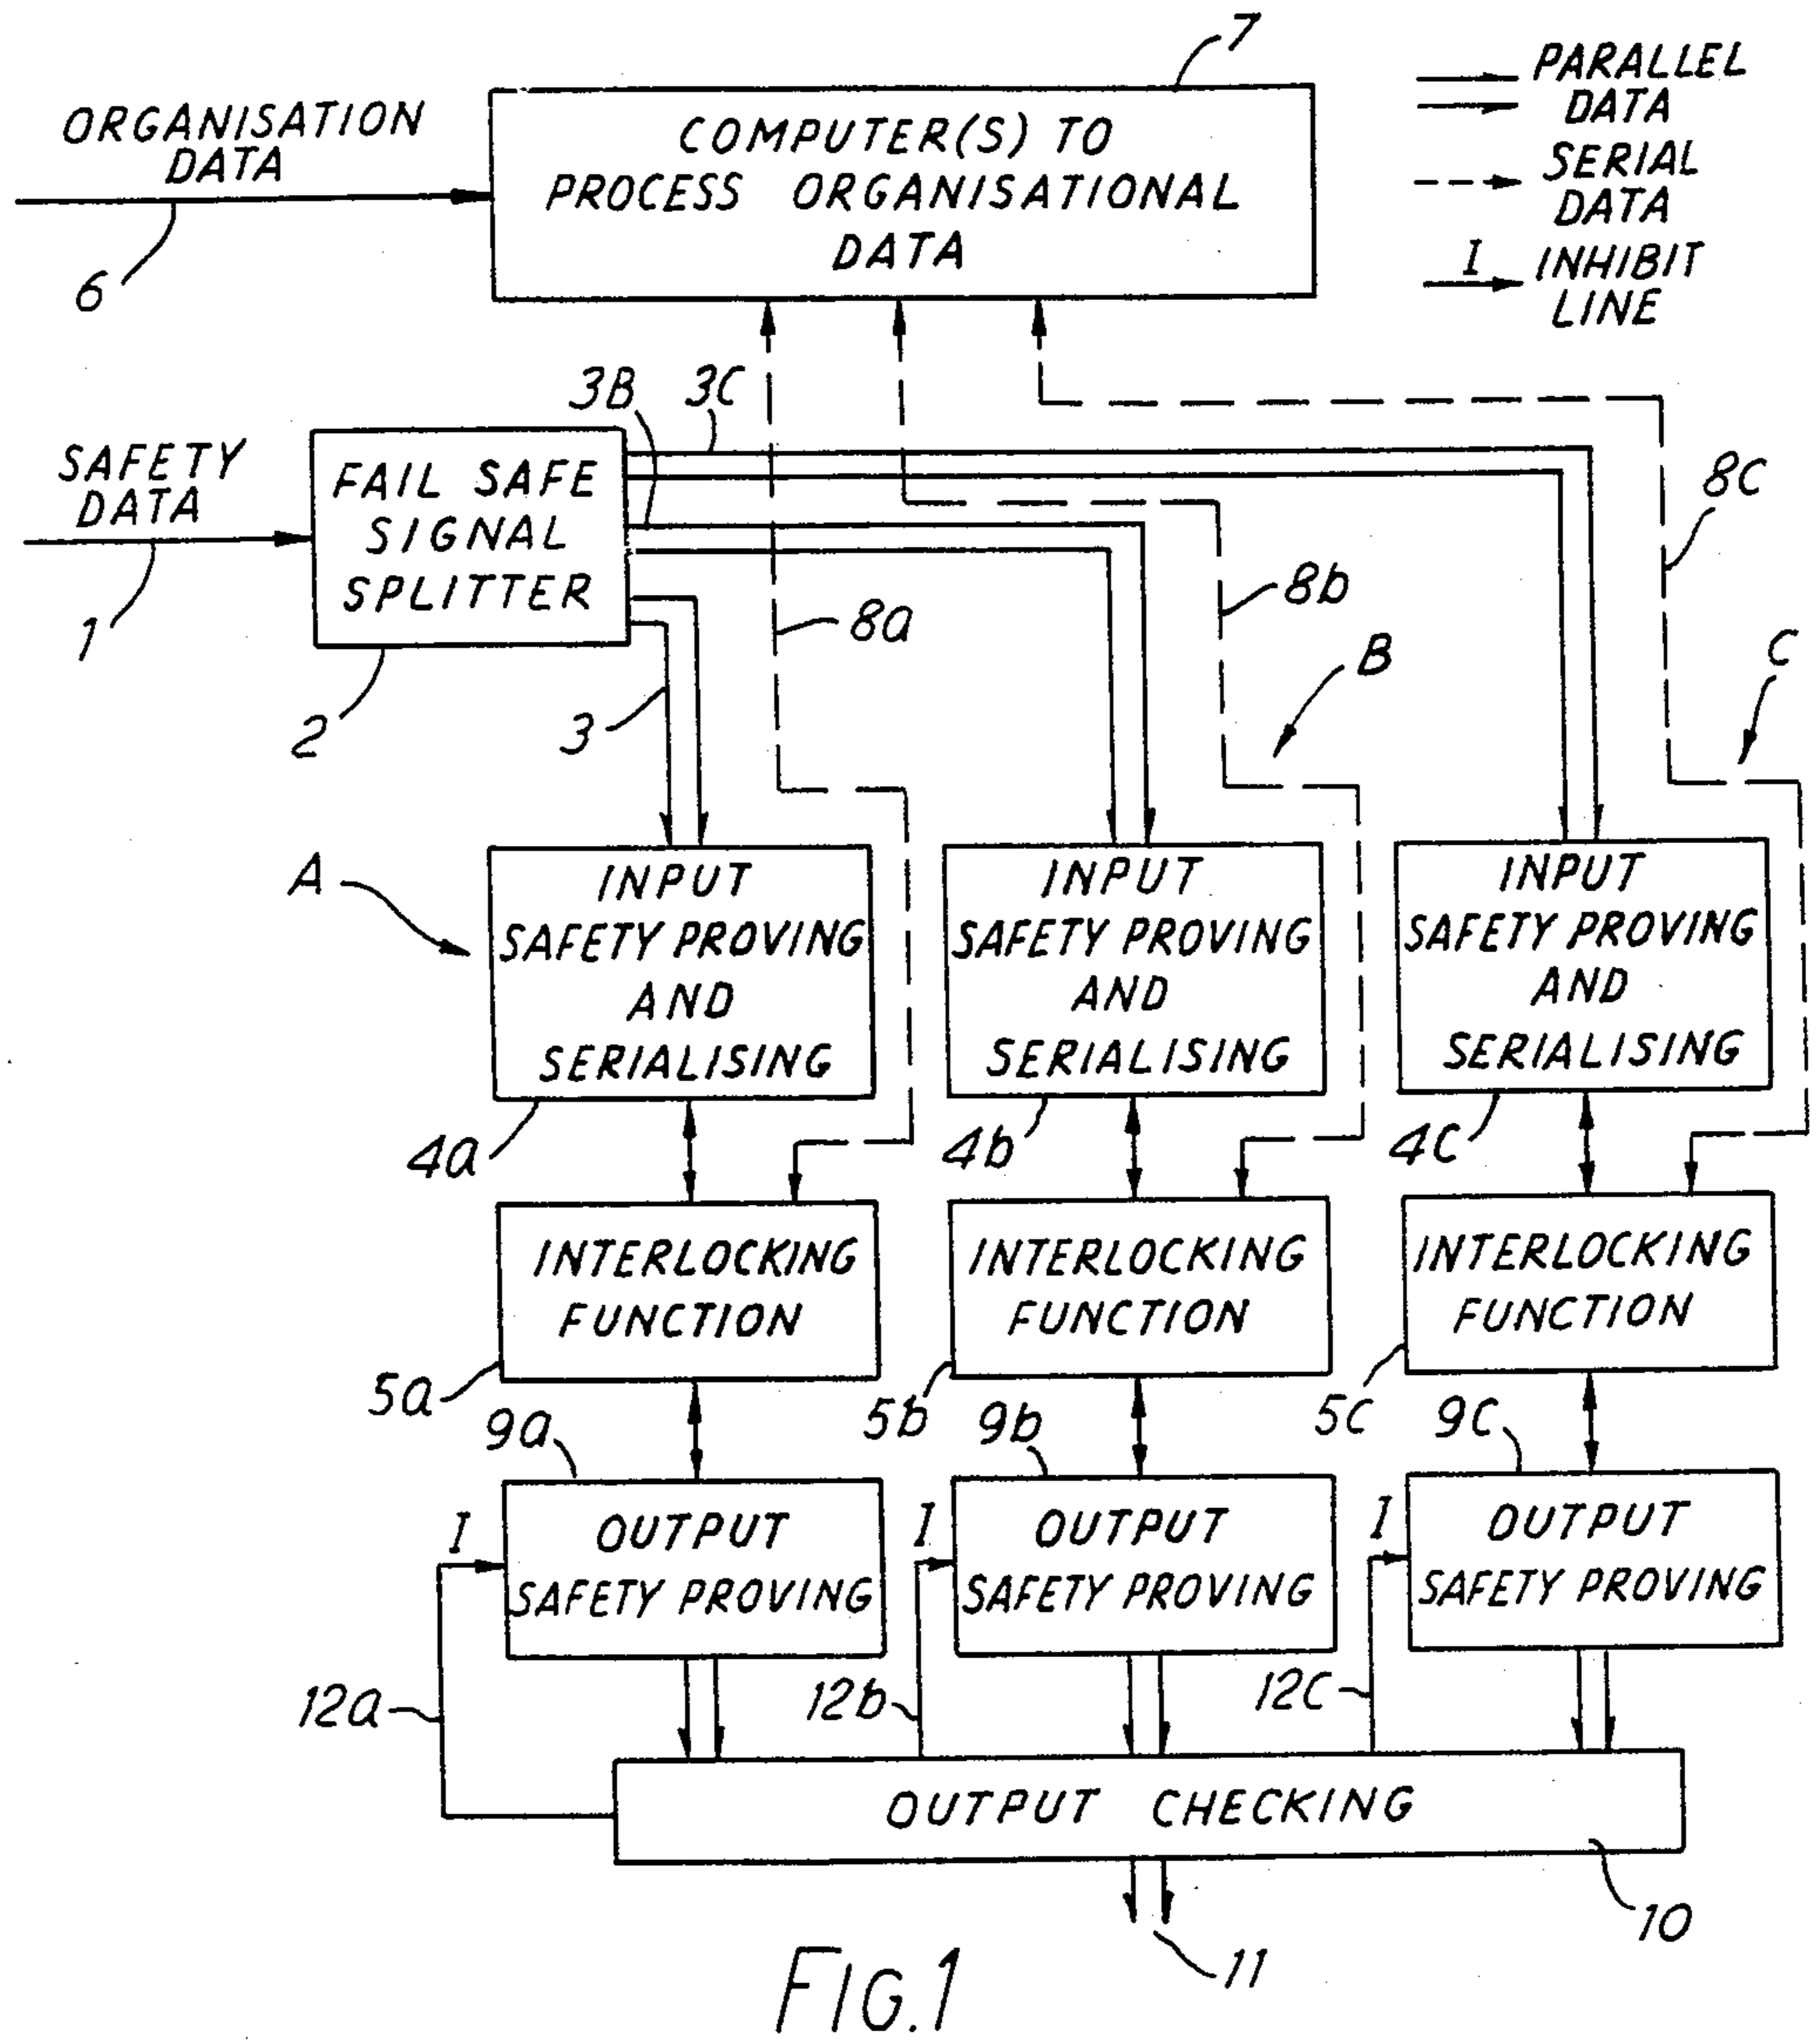 7
PARALLEL
DATA
SERIAL
DATA
I INHIBIT
LINE
ORGANISATION
DATA
6
COMPUTER(S) TO
PROCESS ORGANISATIONAL
DATA
3B
3C
SAFETY
DATA
1
FAIL SAFE
SIGNAL
SPLITTER
2
3
8a
8b
8c
B
C
A
INPUT
SAFETY PROVING
AND
SERIALISING
4a
INPUT
SAFETY PROVING
AND
SERIALISING
4b
INPUT
SAFETY PROVING
AND
SERIALISING
4c
INTERLOCKING
FUNCTION
5a
INTERLOCKING
FUNCTION
5b
INTERLOCKING
FUNCTION
5c
9a
9b
9c
I
OUTPUT
SAFETY PROVING
I
OUTPUT
SAFETY PROVING
I
OUTPUT
SAFETY PROVING
12a
12b
12c
OUTPUT CHECKING
10
11
FIG.1